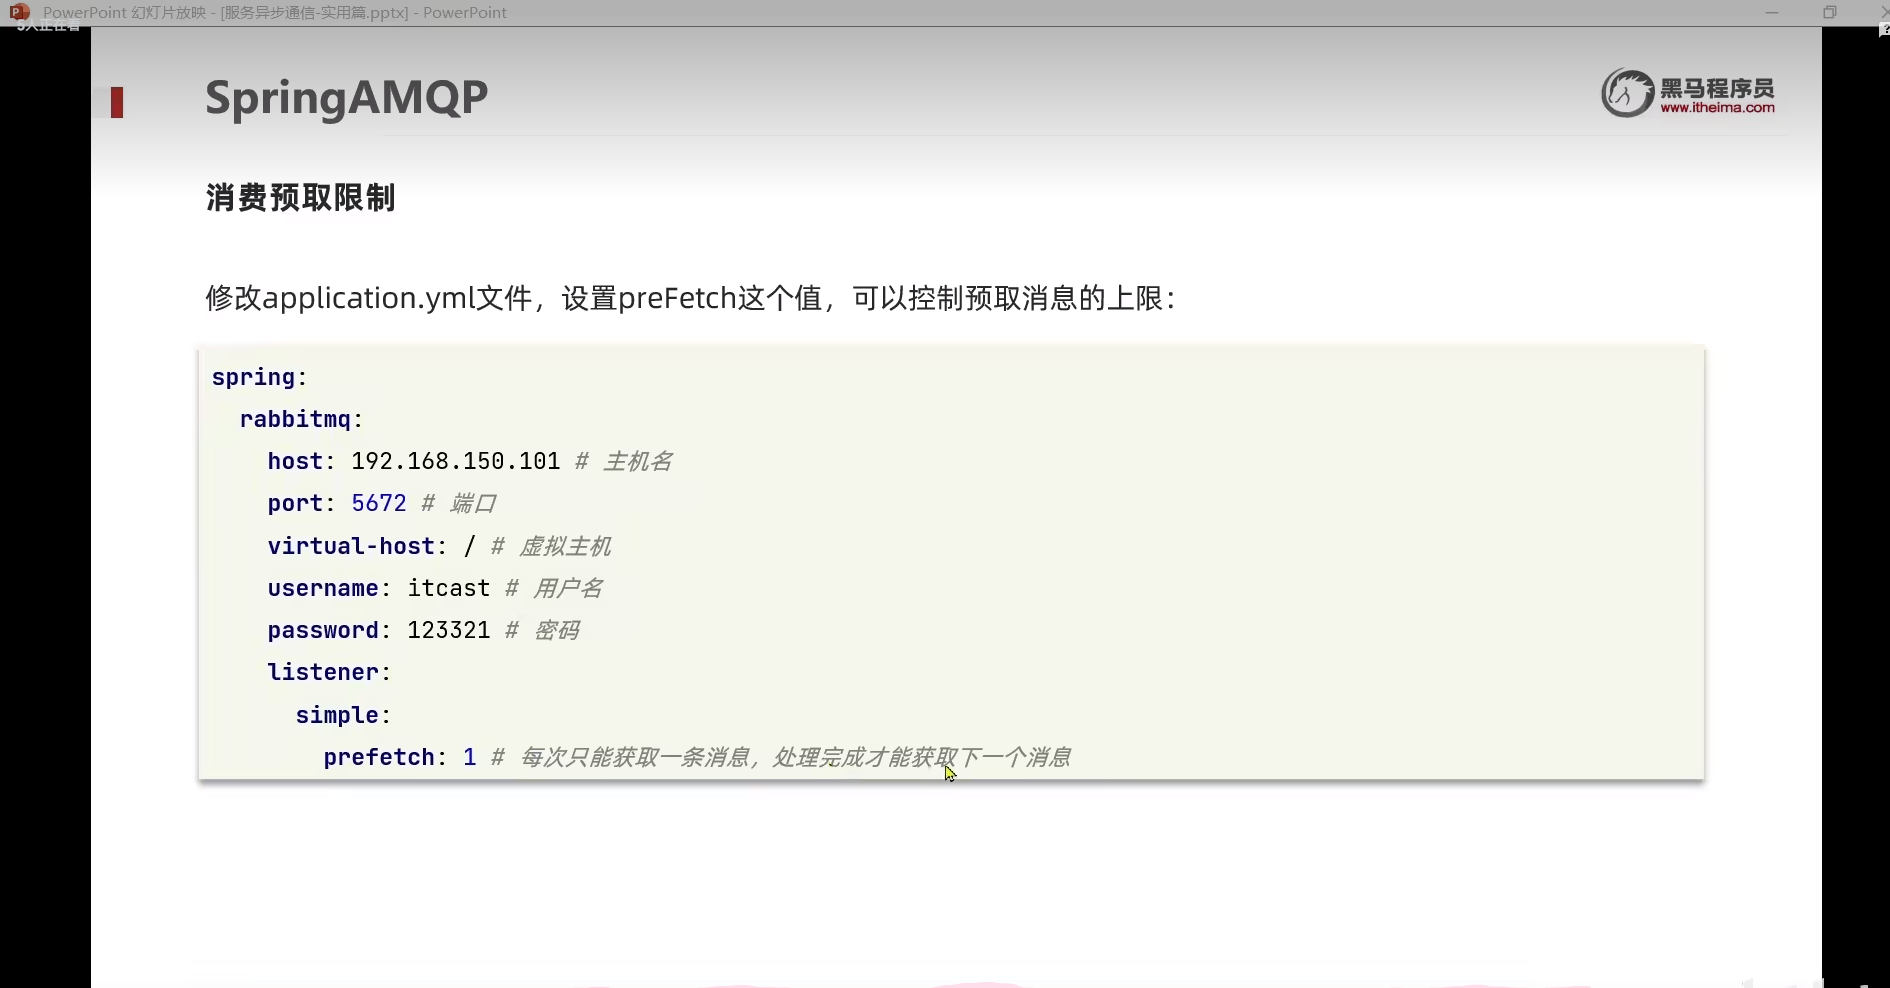 PowerPoint 幻灯片放映 - [服务异步通信-实用篇.pptx] - PowerPoint
5人正在看
SpringAMQP
黑马程序员
www.itheima.com
消费预取限制
修改application.yml文件，设置preFetch这个值，可以控制预取消息的上限：
spring:
  rabbitmq:
    host: 192.168.150.101 # 主机名
    port: 5672 # 端口
    virtual-host: / # 虚拟主机
    username: itcast # 用户名
    password: 123321 # 密码
    listener:
      simple:
        prefetch: 1 # 每次只能获取一条消息，处理完成才能获取下一个消息